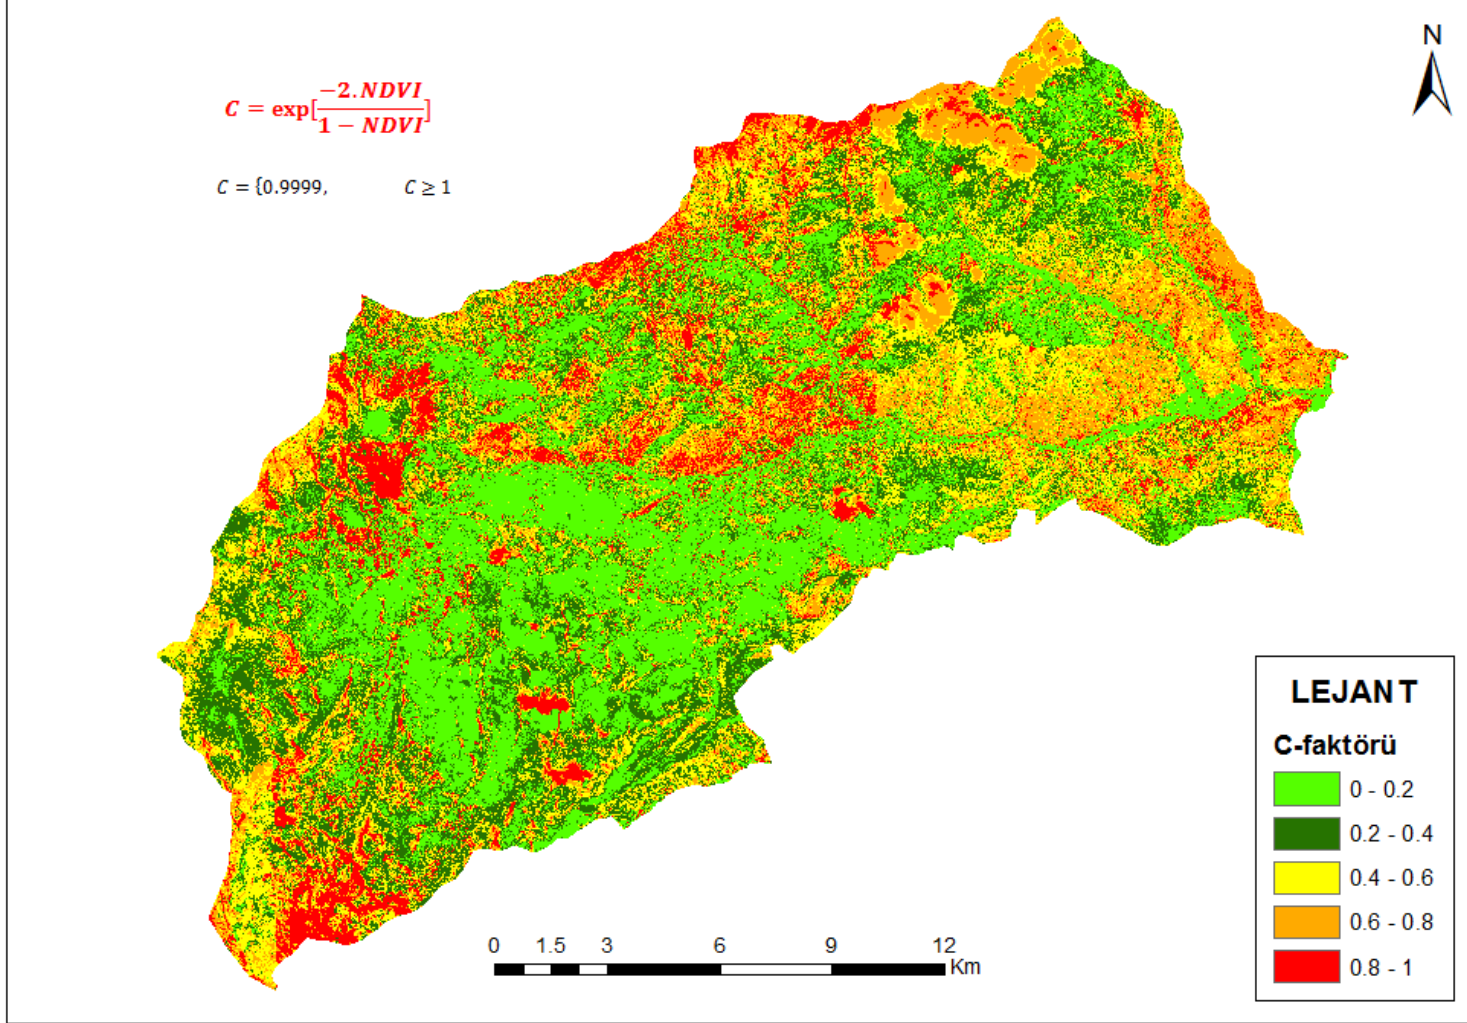 N
C = exp[−2.NDVI / 1 − NDVI]
C = {0.9999, C ≥ 1
LEJANT
C-faktörü
0 - 0.2
0.2 - 0.4
0.4 - 0.6
0.6 - 0.8
0.8 - 1
0 1.5 3 6 9 12
Km